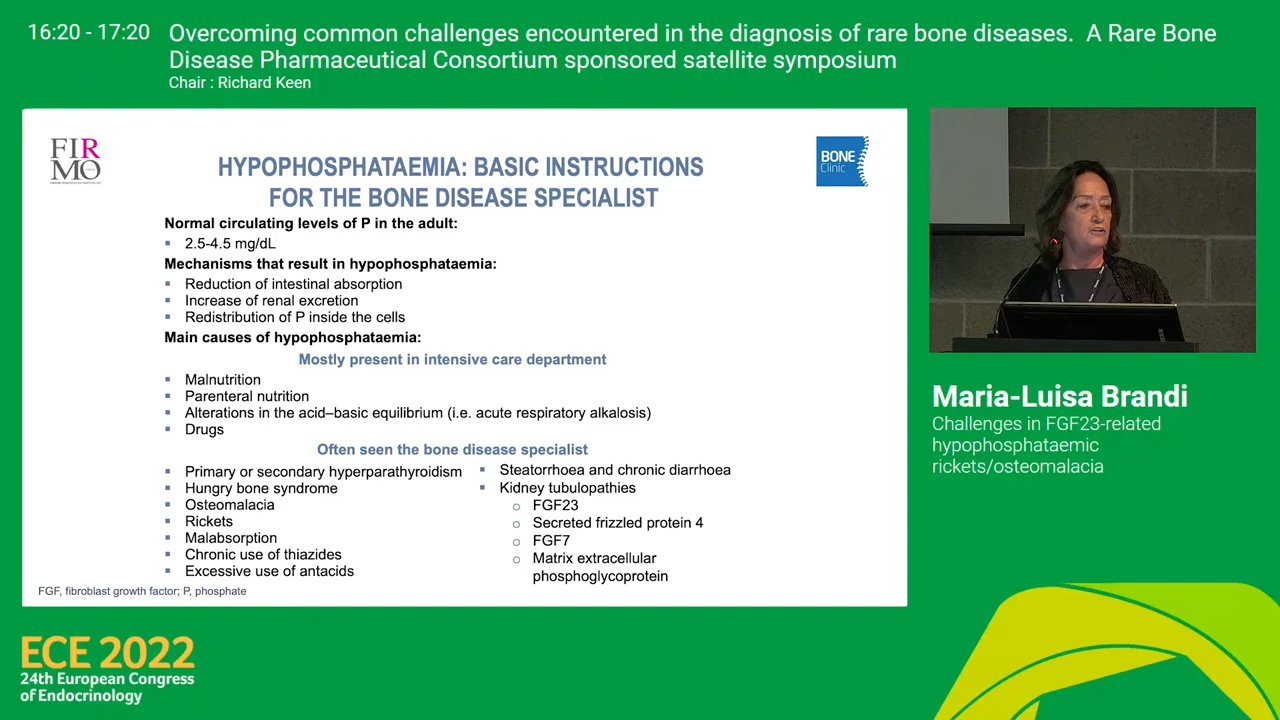 16:20 - 17:20
Overcoming common challenges encountered in the diagnosis of rare bone diseases. A Rare Bone
Disease Pharmaceutical Consortium sponsored satellite symposium
Chair : Richard Keen
FIR
MO
BONE
Clinic
HYPOPHOSPHATAEMIA: BASIC INSTRUCTIONS
FOR THE BONE DISEASE SPECIALIST
Normal circulating levels of P in the adult:
▪ 2.5-4.5 mg/dL
Mechanisms that result in hypophosphataemia:
▪ Reduction of intestinal absorption
▪ Increase of renal excretion
▪ Redistribution of P inside the cells
Main causes of hypophosphataemia:
Mostly present in intensive care department
▪ Malnutrition
▪ Parenteral nutrition
▪ Alterations in the acid–basic equilibrium (i.e. acute respiratory alkalosis)
▪ Drugs
Often seen the bone disease specialist
▪ Primary or secondary hyperparathyroidism
▪ Hungry bone syndrome
▪ Osteomalacia
▪ Rickets
▪ Malabsorption
▪ Chronic use of thiazides
▪ Excessive use of antacids
▪ Steatorrhoea and chronic diarrhoea
▪ Kidney tubulopathies
○ FGF23
○ Secreted frizzled protein 4
○ FGF7
○ Matrix extracellular
phosphoglycoprotein
FGF, fibroblast growth factor; P, phosphate
Maria-Luisa Brandi
Challenges in FGF23-related
hypophosphataemic
rickets/osteomalacia
ECE 2022
24th European Congress
of Endocrinology